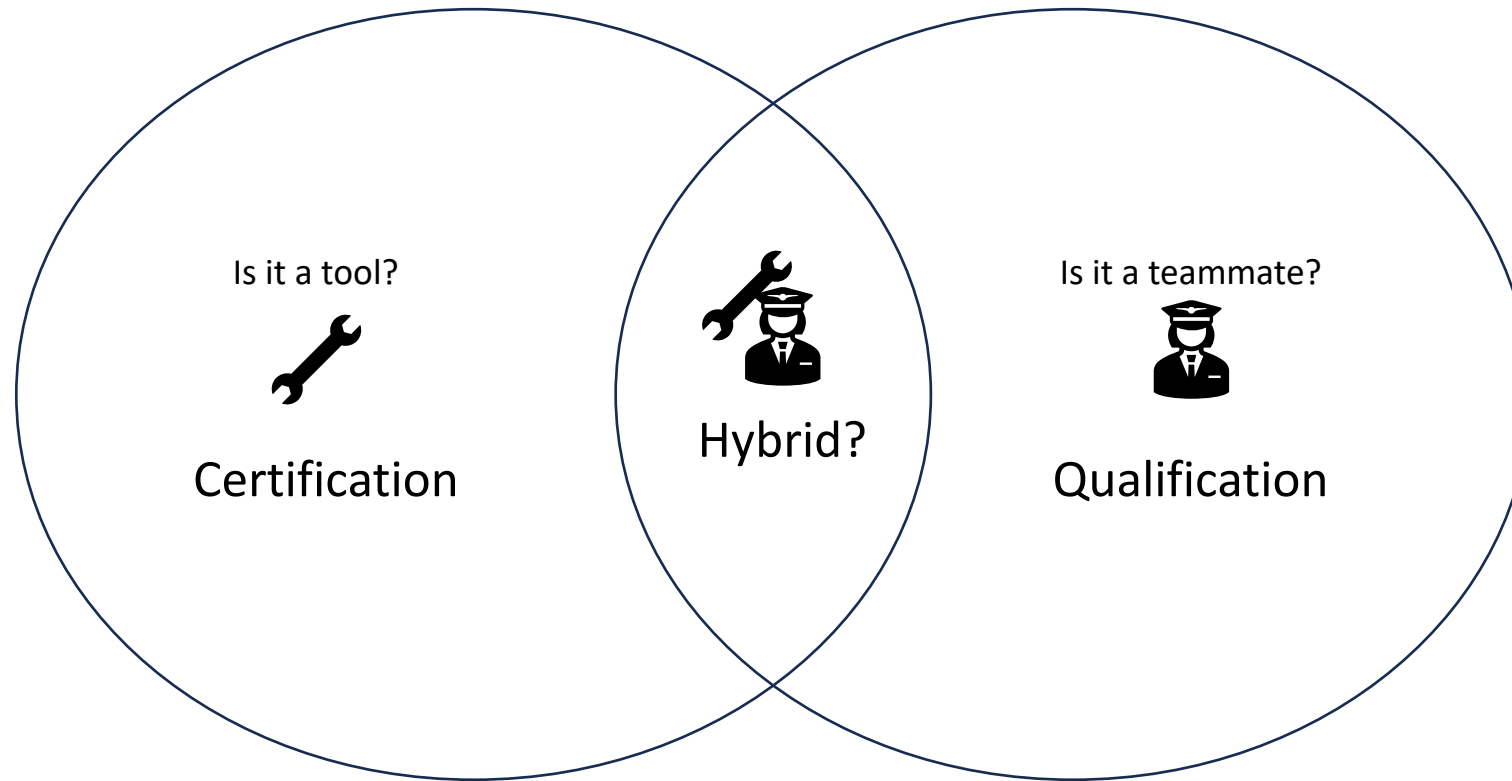 Is it a tool?
Certification
Hybrid?
Is it a teammate?
Qualification